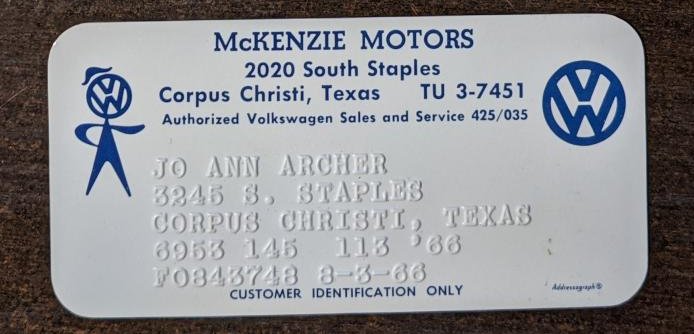 McKENZIE MOTORS
2020 South Staples
Corpus Christi, Texas TU 3-7451
Authorized Volkswagen Sales and Service 425/035
JO ANN ARCHER
3245 S. STAPLES
CORPUS CHRISTI, TEXAS
6953 145 113 '66
F0843748 8-3-66
CUSTOMER IDENTIFICATION ONLY
Addressograph®